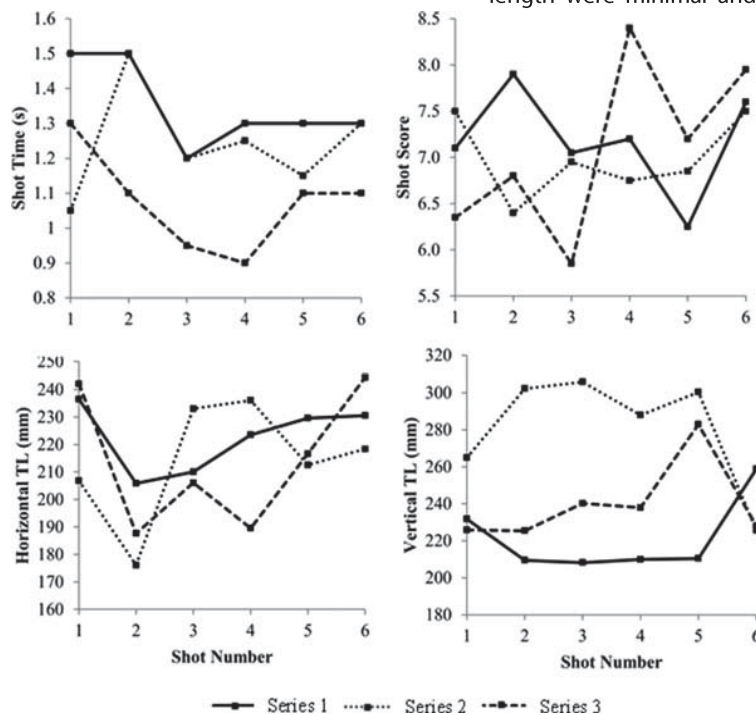 length were minimal and
Shot Time (s)
1.6
1.5
1.4
1.3
1.2
1.1
1
0.9
0.8
1 2 3 4 5 6
Shot Score
8.5
8.0
7.5
7.0
6.5
6.0
5.5
1 2 3 4 5 6
Horizontal TL (mm)
250
240
230
220
210
200
190
180
170
160
1 2 3 4 5 6
Shot Number
Vertical TL (mm)
320
300
280
260
240
220
200
180
1 2 3 4 5 6
Shot Number
Series 1 Series 2 Series 3